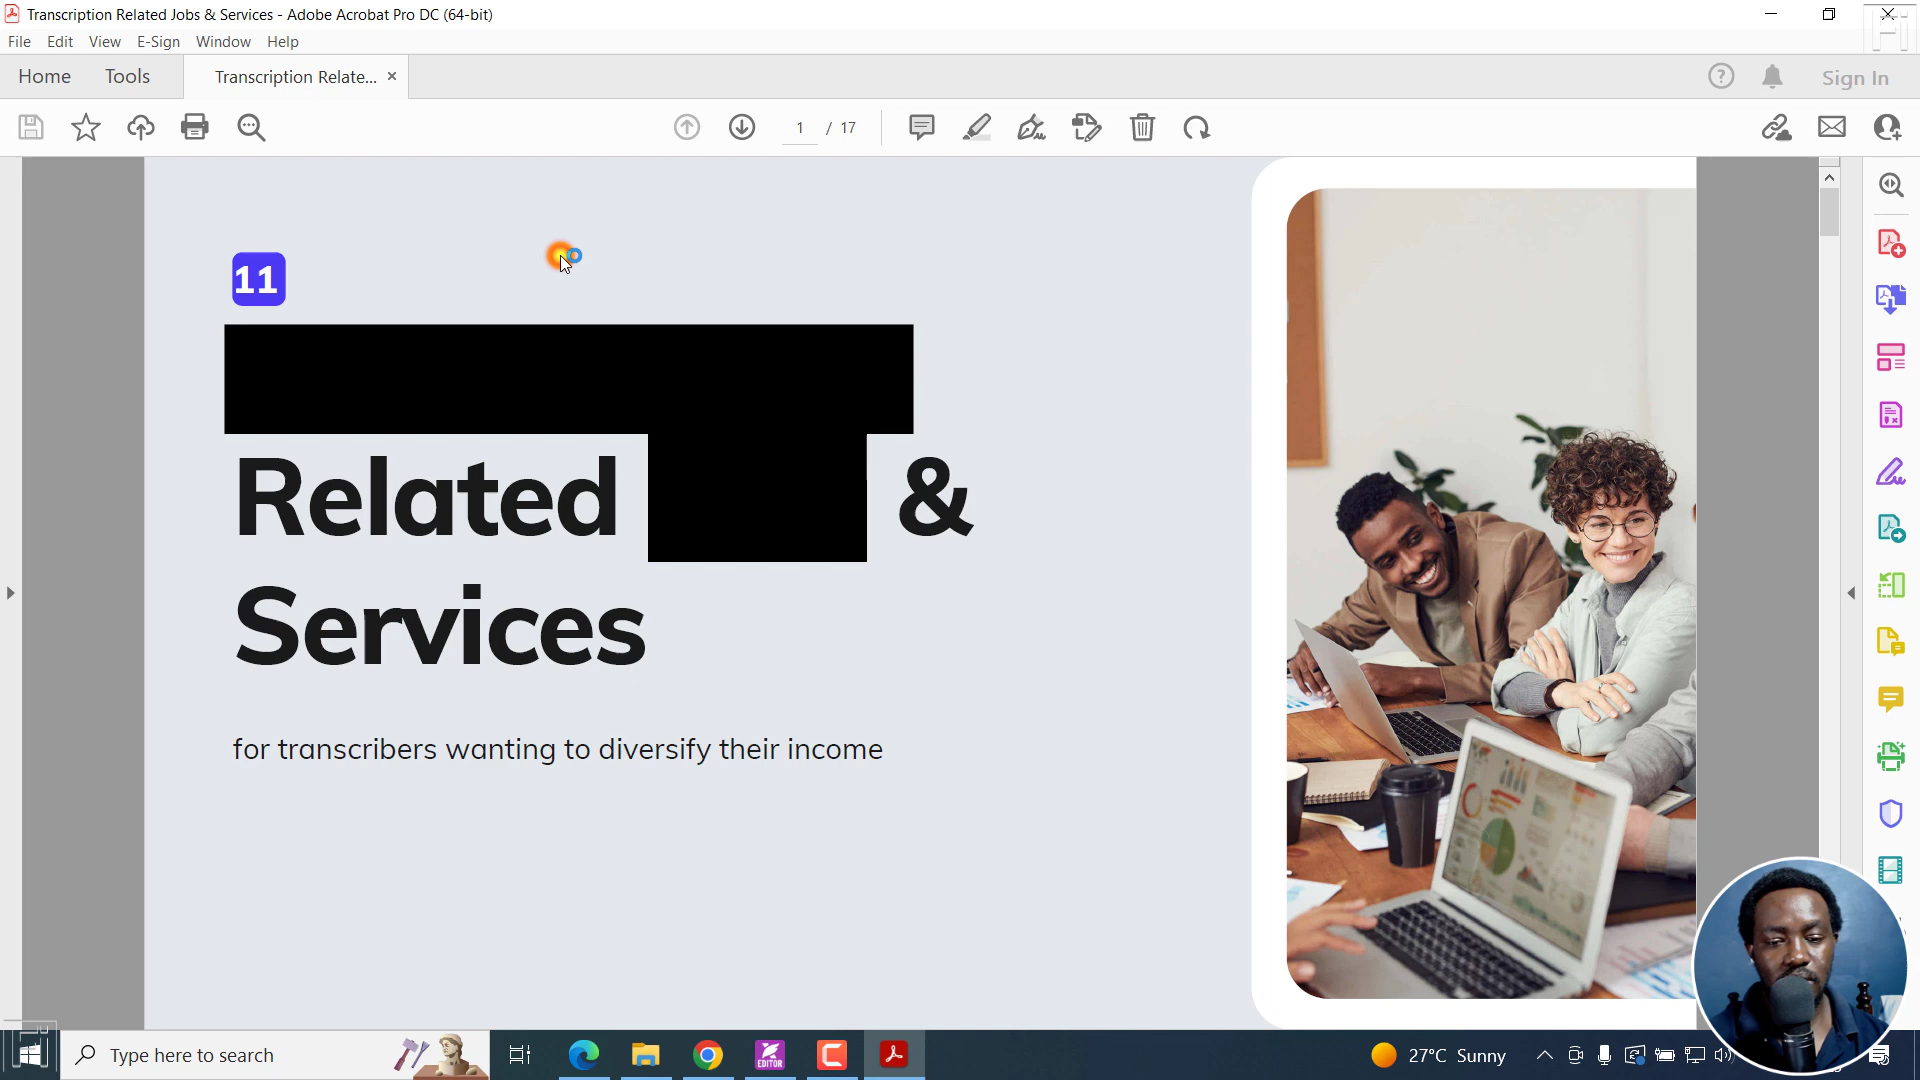 Transcription Related Jobs & Services - Adobe Acrobat Pro DC (64-bit)
File Edit View E-Sign Window Help
Home Tools Transcription Relate...
Sign In
1 / 17
11
Related &
Services
for transcribers wanting to diversify their income
Type here to search
EDITOR
27°C Sunny